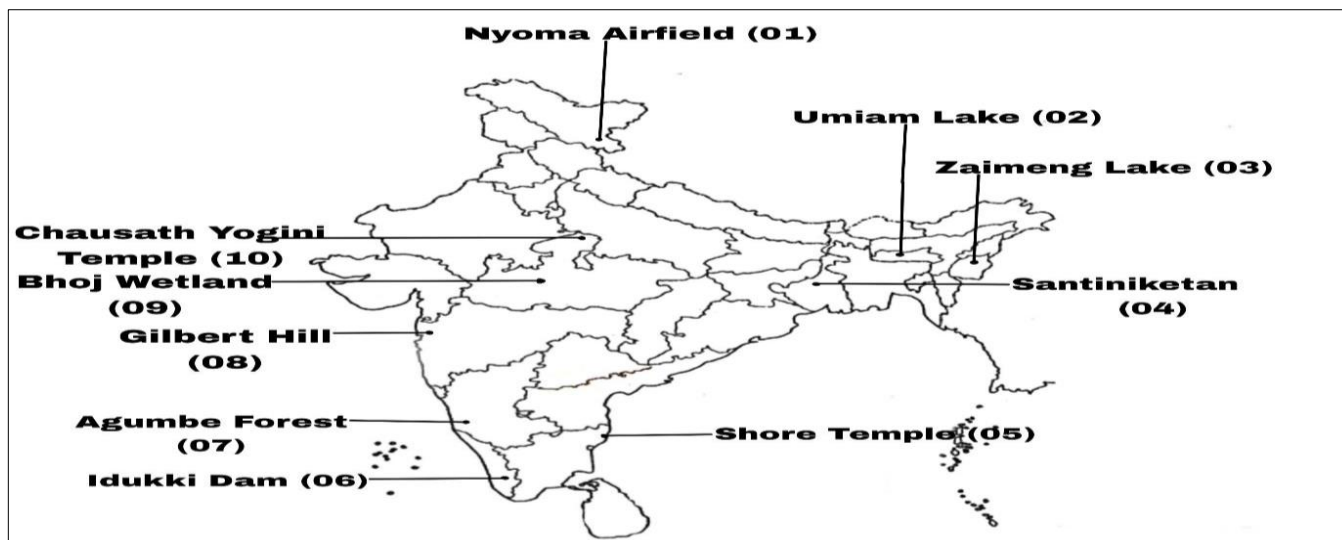 Nyoma Airfield (01)
Umiam Lake (02)
Zaimeng Lake (03)
Chausath Yogini
Temple (10)
Bhoj Wetland
(09)
Santiniketan
(04)
Gilbert Hill
(08)
Agumbe Forest
(07)
Shore Temple (05)
Idukki Dam (06)